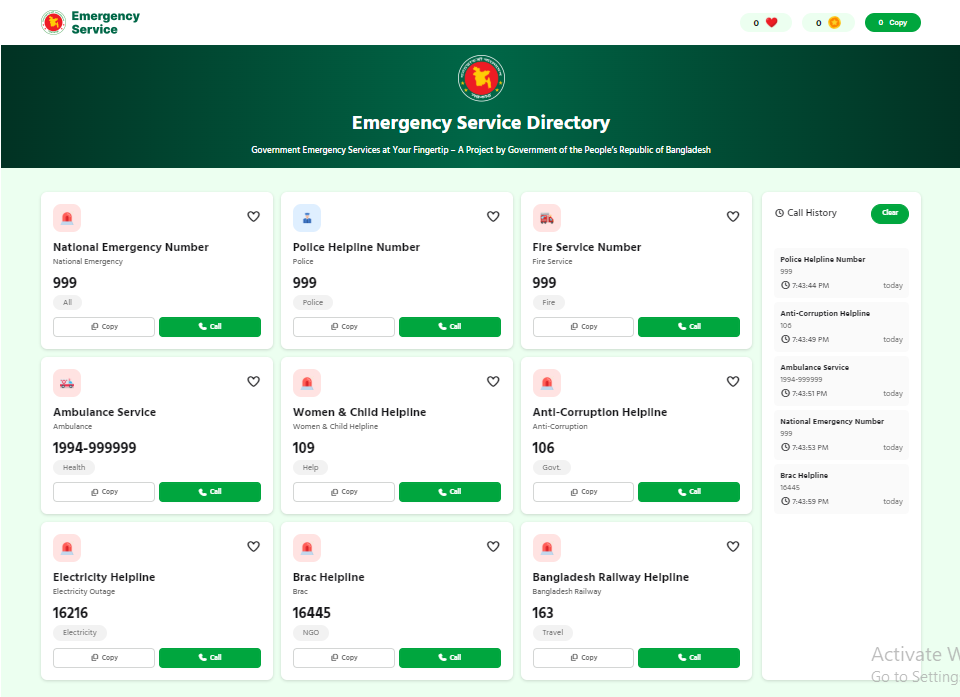 Emergency
Service
0
0
0 Copy
Emergency Service Directory
Government Emergency Services at Your Fingertip – A Project by Government of the People's Republic of Bangladesh
National Emergency Number
National Emergency
999
All
Copy
Call
Police Helpline Number
Police
999
Police
Copy
Call
Fire Service Number
Fire Service
999
Fire
Copy
Call
Ambulance Service
Ambulance
1994-999999
Health
Copy
Call
Women & Child Helpline
Women & Child Helpline
109
Help
Copy
Call
Anti-Corruption Helpline
Anti-Corruption
106
Govt.
Copy
Call
Electricity Helpline
Electricity Outage
16216
Electricity
Copy
Call
Brac Helpline
Brac
16445
NGO
Copy
Call
Bangladesh Railway Helpline
Bangladesh Railway
163
Travel
Copy
Call
Call History
Clear
Police Helpline Number
999
7:43:44 PM today
Anti-Corruption Helpline
106
7:43:49 PM today
Ambulance Service
1994-999999
7:43:51 PM today
National Emergency Number
999
7:43:53 PM today
Brac Helpline
16445
7:43:59 PM today
Activate W
Go to Setting